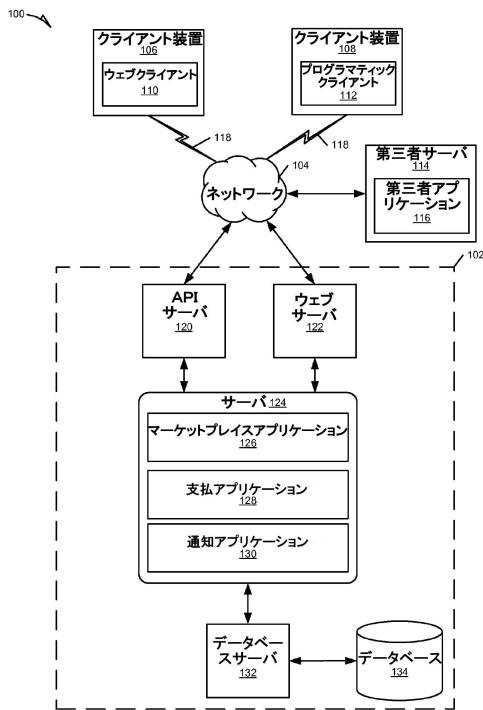 100
クライアント装置
106
ウェブクライアント
110
クライアント装置
108
プログラマティック
クライアント
112
118
118
104
ネットワーク
第三者サーバ
114
第三者アプ
リケーション
116
102
API
サーバ
120
ウェブ
サーバ
122
サーバ 124
マーケットプレイスアプリケーション
126
支払アプリケーション
128
通知アプリケーション
130
データベー
スサーバ
132
データベース
134